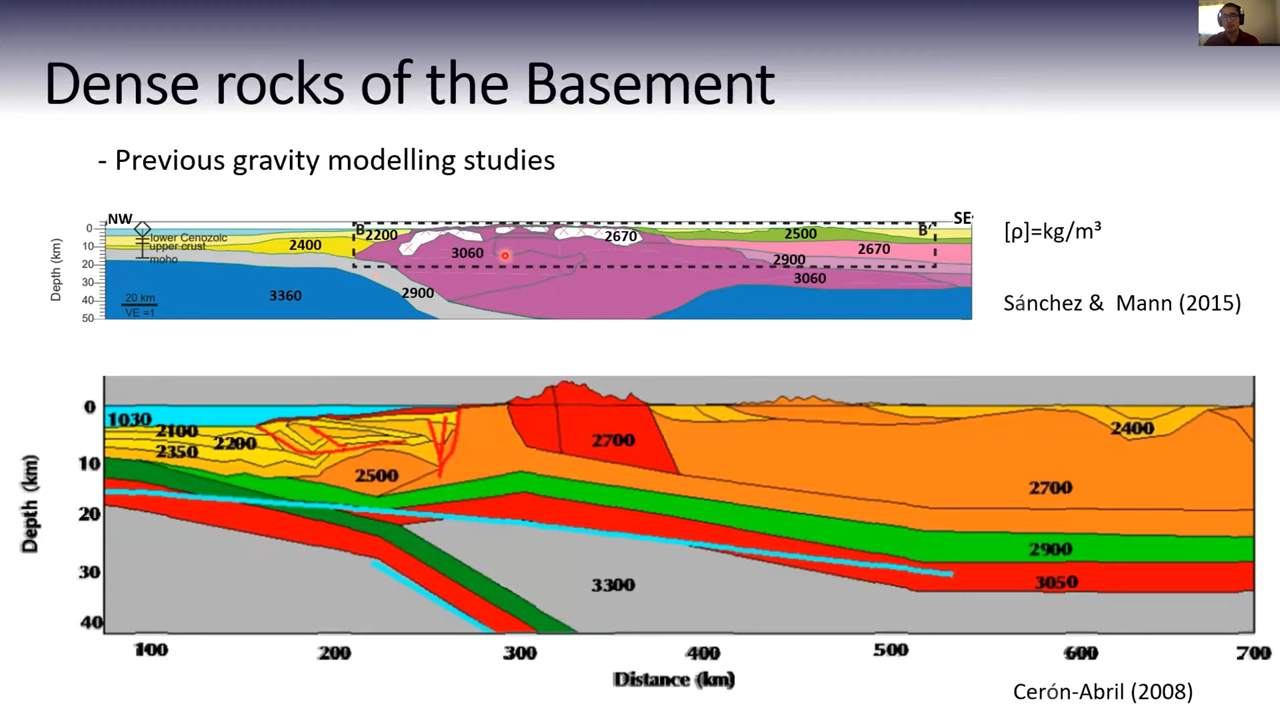 Dense rocks of the Basement
- Previous gravity modelling studies
NW
SE
0
10
20
30
40
50
Depth (km)
lower Cenozoic
upper crust
moho
20 km
VE =1
B
B'
2200
2400
3060
2670
2500
2670
2900
3060
3360
2900
[ρ]=kg/m³
Sánchez & Mann (2015)
0
10
20
30
40
Depth (km)
1030
2100
2200
2350
2500
2700
2400
2700
2900
3050
3300
100 200 300 400 500 600 700
Distance (km)
Cerón-Abril (2008)